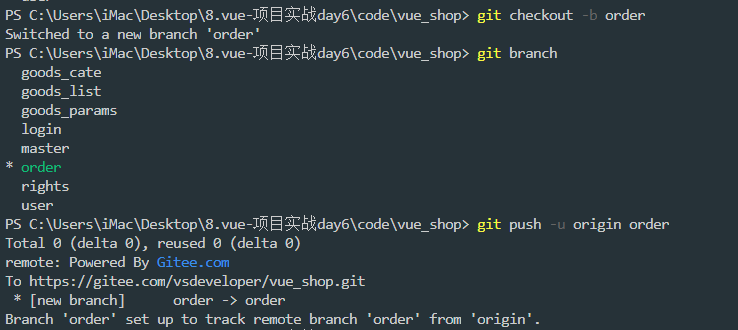 PS C:\Users\iMac\Desktop\8.vue-项目实战day6\code\vue_shop> git checkout -b order
Switched to a new branch 'order'
PS C:\Users\iMac\Desktop\8.vue-项目实战day6\code\vue_shop> git branch
  goods_cate
  goods_list
  goods_params
  login
  master
* order
  rights
  user
PS C:\Users\iMac\Desktop\8.vue-项目实战day6\code\vue_shop> git push -u origin order
Total 0 (delta 0), reused 0 (delta 0)
remote: Powered By Gitee.com
To https://gitee.com/vsdeveloper/vue_shop.git
 * [new branch]      order -> order
Branch 'order' set up to track remote branch 'order' from 'origin'.